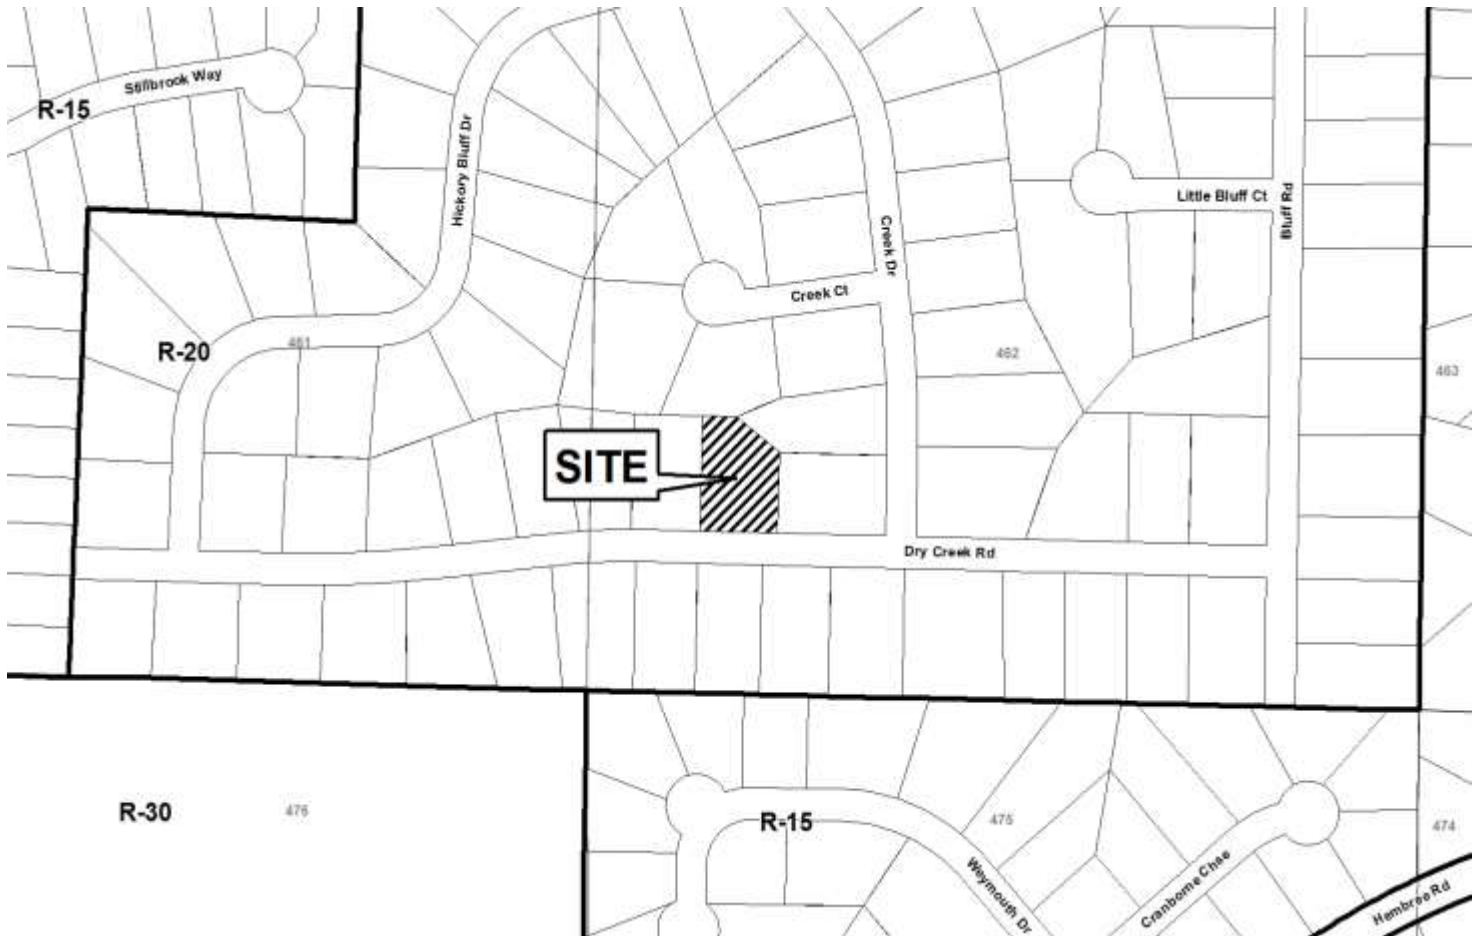 Stillbrook Way
R-15
Hickory Bluff Dr
Little Bluff Ct
Bluff Rd
Creek Dr
Creek Ct
R-20
461
462
463
SITE
Dry Creek Rd
R-30
476
R-15
475
474
Weymouth Dr
Cranborne Chse
Hembree Rd